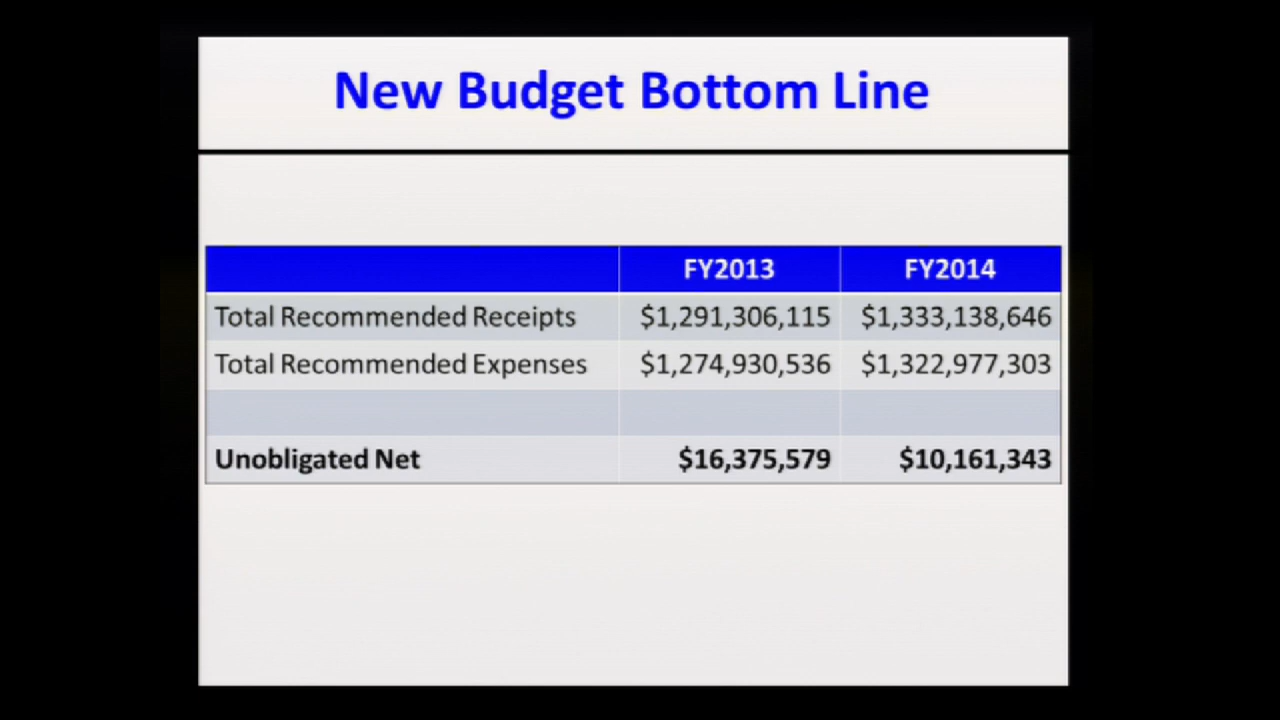 New Budget Bottom Line
FY2013 FY2014
Total Recommended Receipts $1,291,306,115 $1,333,138,646
Total Recommended Expenses $1,274,930,536 $1,322,977,303
Unobligated Net $16,375,579 $10,161,343